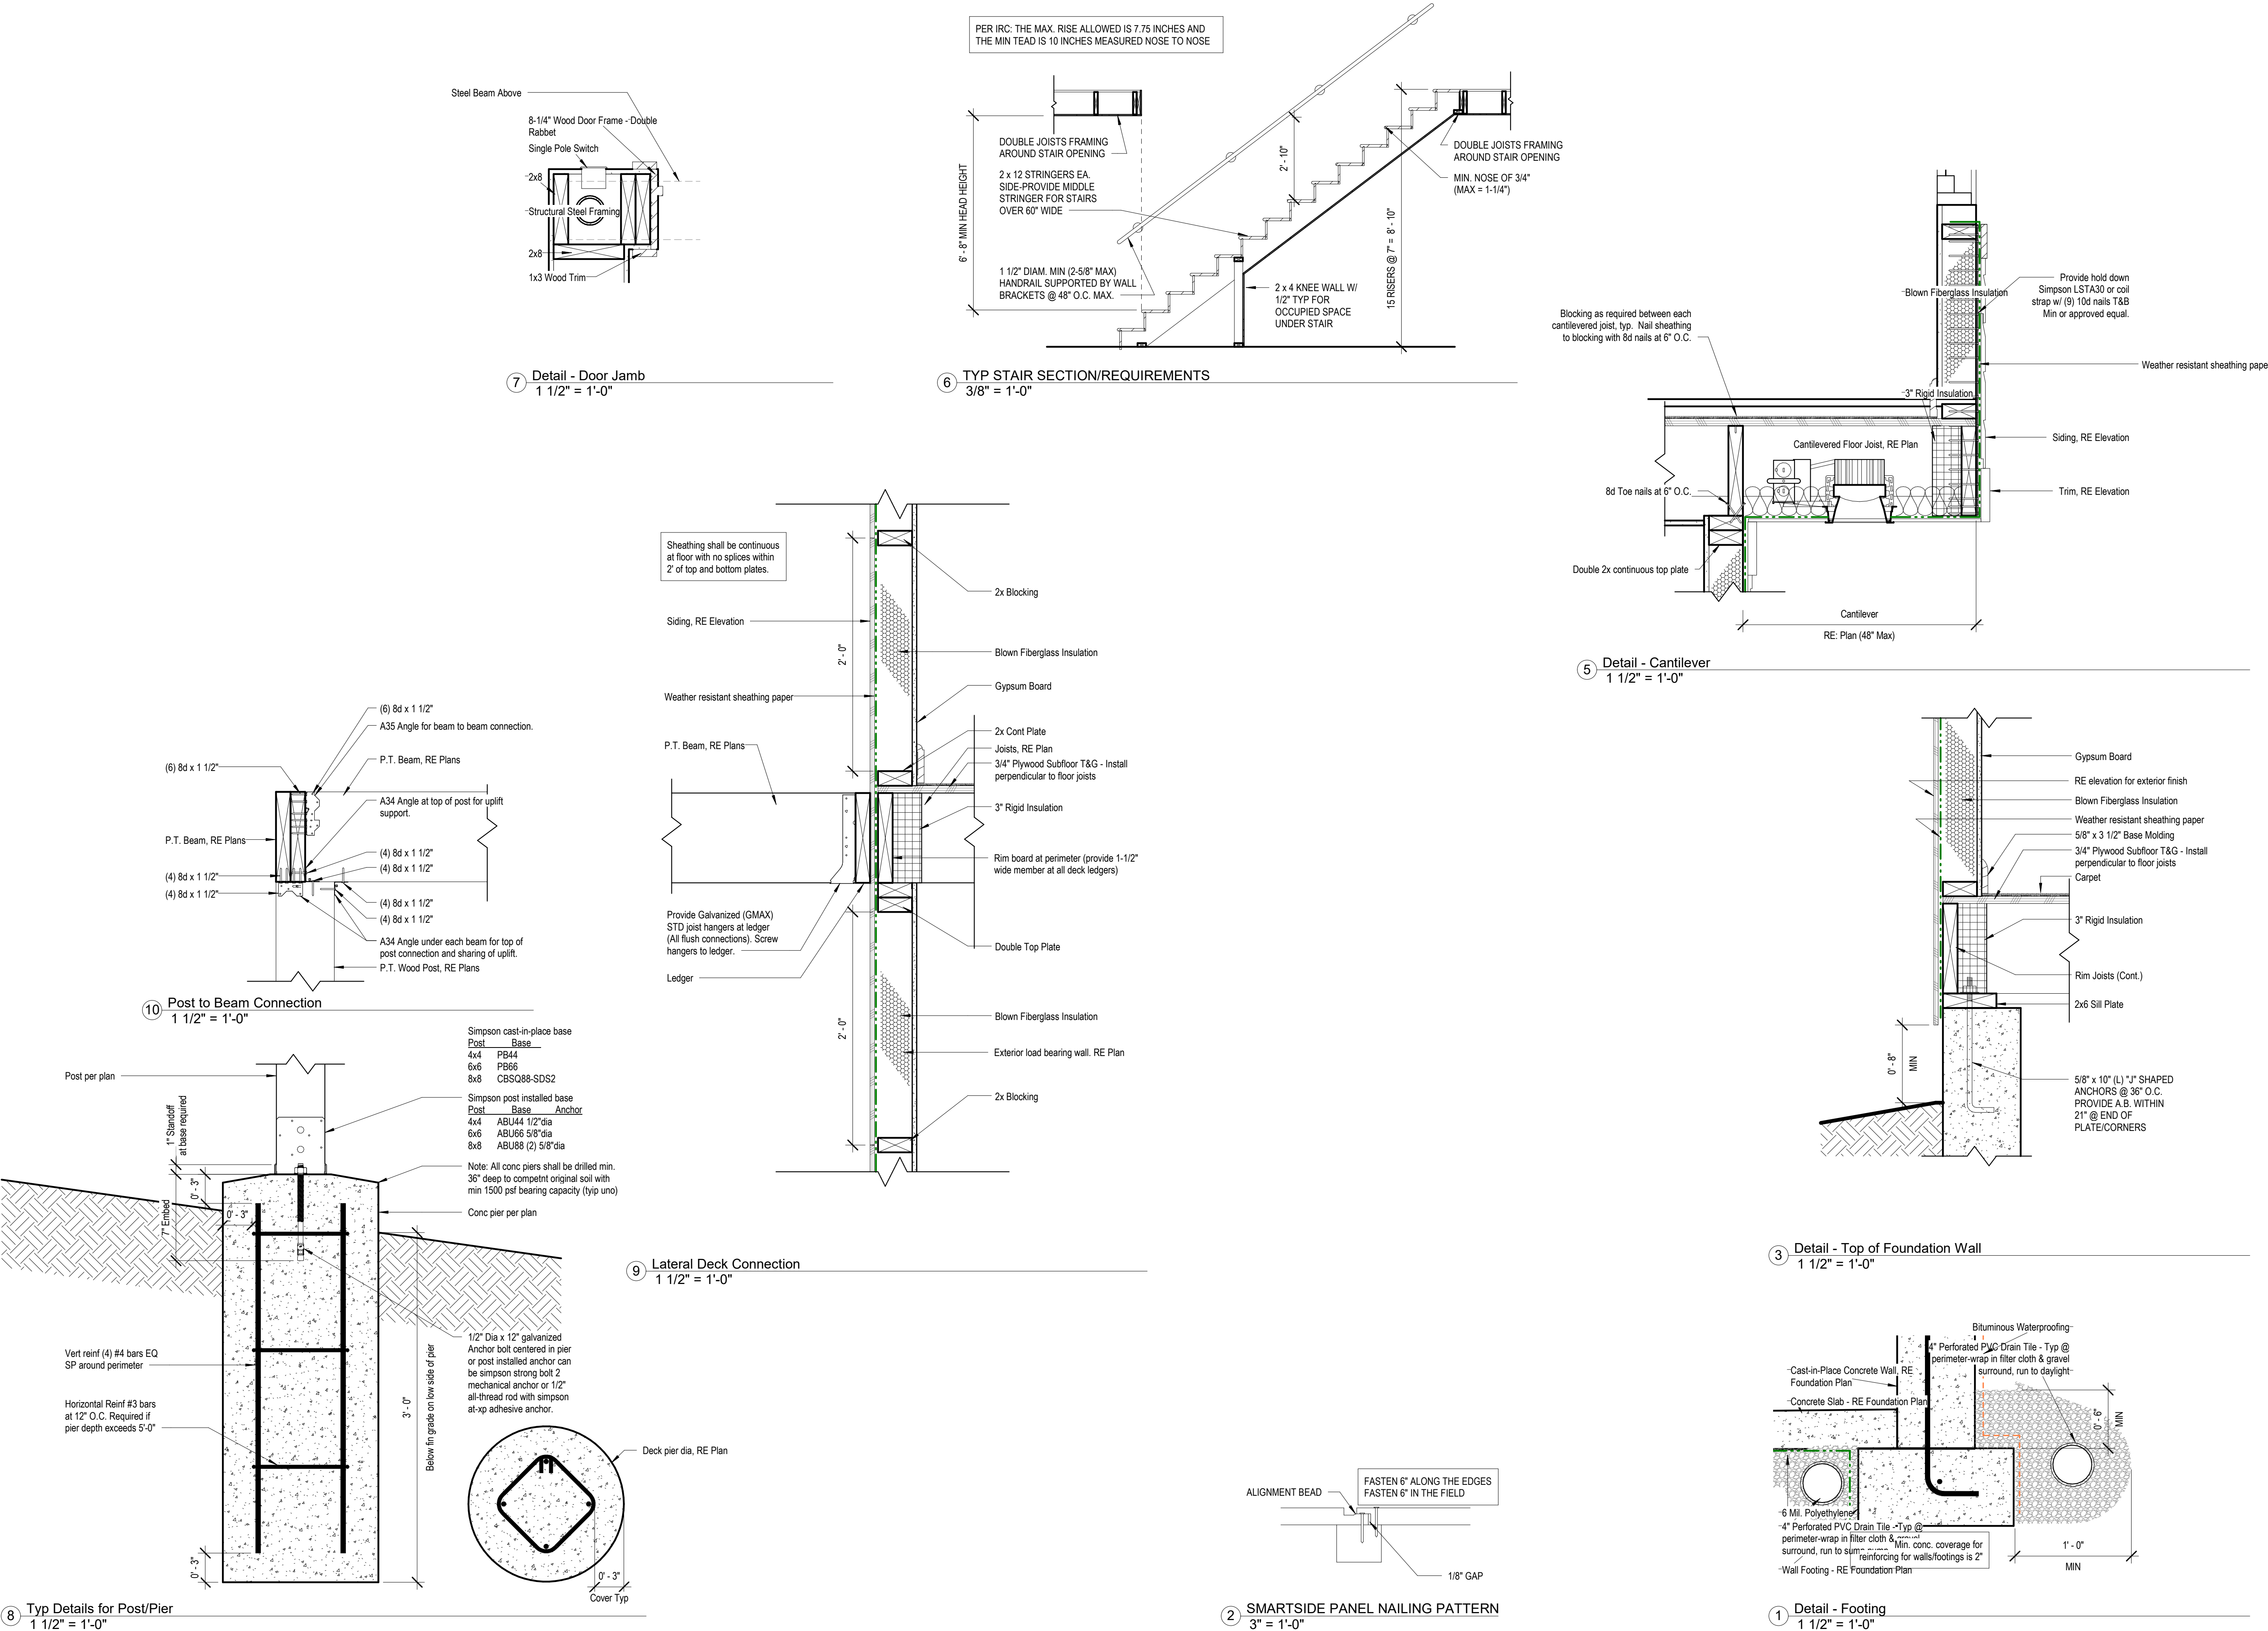 PER IRC: THE MAX. RISE ALLOWED IS 7.75 INCHES AND
THE MIN TEAD IS 10 INCHES MEASURED NOSE TO NOSE
Steel Beam Above
8-1/4" Wood Door Frame - Double
Rabbet
Single Pole Switch
2x8
Structural Steel Framing
2x8
1x3 Wood Trim
7
Detail - Door Jamb
1 1/2" = 1'-0"
6' - 8" MIN HEAD HEIGHT
DOUBLE JOISTS FRAMING
AROUND STAIR OPENING
2 x 12 STRINGERS EA.
SIDE-PROVIDE MIDDLE
STRINGER FOR STAIRS
OVER 60" WIDE
1 1/2" DIAM. MIN (2-5/8" MAX)
HANDRAIL SUPPORTED BY WALL
BRACKETS @ 48" O.C. MAX.
2' - 10"
2 x 4 KNEE WALL W/
1/2" TYP FOR
OCCUPIED SPACE
UNDER STAIR
15 RISERS @ 7" = 8' - 10"
DOUBLE JOISTS FRAMING
AROUND STAIR OPENING
MIN. NOSE OF 3/4"
(MAX = 1-1/4")
6
TYP STAIR SECTION/REQUIREMENTS
3/8" = 1'-0"
Blocking as required between each
cantilevered joist, typ. Nail sheathing
to blocking with 8d nails at 6" O.C.
Blown Fiberglass Insulation
Provide hold down
Simpson LSTA30 or coil
strap w/ (9) 10d nails T&B
Min or approved equal.
Weather resistant sheathing pape
3" Rigid Insulation
Cantilevered Floor Joist, RE Plan
Siding, RE Elevation
8d Toe nails at 6" O.C.
Trim, RE Elevation
Double 2x continuous top plate
Cantilever
RE: Plan (48" Max)
5
Detail - Cantilever
1 1/2" = 1'-0"
Sheathing shall be continuous
at floor with no splices within
2' of top and bottom plates.
Siding, RE Elevation
2' - 0"
Weather resistant sheathing paper
P.T. Beam, RE Plans
2x Blocking
Blown Fiberglass Insulation
Gypsum Board
2x Cont Plate
Joists, RE Plan
3/4" Plywood Subfloor T&G - Install
perpendicular to floor joists
3" Rigid Insulation
Rim board at perimeter (provide 1-1/2"
wide member at all deck ledgers)
Provide Galvanized (GMAX)
STD joist hangers at ledger
(All flush connections). Screw
hangers to ledger.
Ledger
Double Top Plate
2' - 0"
Blown Fiberglass Insulation
Exterior load bearing wall. RE Plan
2x Blocking
9
Lateral Deck Connection
1 1/2" = 1'-0"
(6) 8d x 1 1/2"
A35 Angle for beam to beam connection.
(6) 8d x 1 1/2"
P.T. Beam, RE Plans
A34 Angle at top of post for uplift
support.
P.T. Beam, RE Plans
(4) 8d x 1 1/2"
(4) 8d x 1 1/2"
(4) 8d x 1 1/2"
(4) 8d x 1 1/2"
(4) 8d x 1 1/2"
(4) 8d x 1 1/2"
A34 Angle under each beam for top of
post connection and sharing of uplift.
P.T. Wood Post, RE Plans
10
Post to Beam Connection
1 1/2" = 1'-0"
Gypsum Board
RE elevation for exterior finish
Blown Fiberglass Insulation
Weather resistant sheathing paper
5/8" x 3 1/2" Base Molding
3/4" Plywood Subfloor T&G - Install
perpendicular to floor joists
Carpet
3" Rigid Insulation
Rim Joists (Cont.)
2x6 Sill Plate
0' - 8"
MIN
5/8" x 10" (L) "J" SHAPED
ANCHORS @ 36" O.C.
PROVIDE A.B. WITHIN
21" @ END OF
PLATE/CORNERS
3
Detail - Top of Foundation Wall
1 1/2" = 1'-0"
Post per plan
1" Standoff
at base required
0' - 3"
7" Embed
0' - 3"
Simpson cast-in-place base
Post Base
4x4 PB44
6x6 PB66
8x8 CBSQ88-SDS2
Simpson post installed base
Post Base Anchor
4x4 ABU44 1/2"dia
6x6 ABU66 5/8"dia
8x8 ABU88 (2) 5/8"dia
Note: All conc piers shall be drilled min.
36" deep to competnt original soil with
min 1500 psf bearing capacity (tyip uno)
Conc pier per plan
Vert reinf (4) #4 bars EQ
SP around perimeter
Horizontal Reinf #3 bars
at 12" O.C. Required if
pier depth exceeds 5'-0"
3' - 0"
Below fin grade on low side of pier
1/2" Dia x 12" galvanized
Anchor bolt centered in pier
or post installed anchor can
be simpson strong bolt 2
mechanical anchor or 1/2"
all-thread rod with simpson
at-xp adhesive anchor.
Deck pier dia, RE Plan
0' - 3"
0' - 3"
Cover Typ
8
Typ Details for Post/Pier
1 1/2" = 1'-0"
FASTEN 6" ALONG THE EDGES
FASTEN 6" IN THE FIELD
ALIGNMENT BEAD
1/8" GAP
2
SMARTSIDE PANEL NAILING PATTERN
3" = 1'-0"
Bituminous Waterproofing
4" Perforated PVC Drain Tile - Typ @
perimeter-wrap in filter cloth & gravel
surround, run to daylight
Cast-in-Place Concrete Wall, RE
Foundation Plan
Concrete Slab - RE Foundation Plan
0' - 6"
MIN
6 Mil. Polyethylene
4" Perforated PVC Drain Tile - Typ @
perimeter-wrap in filter cloth & gravel
surround, run to sump
Min. conc. coverage for
reinforcing for walls/footings is 2"
Wall Footing - RE Foundation Plan
1' - 0"
MIN
1
Detail - Footing
1 1/2" = 1'-0"